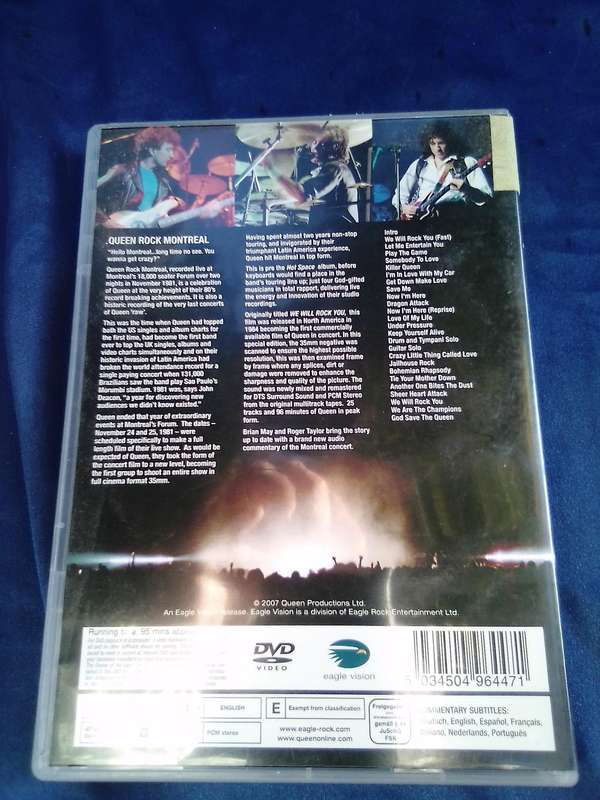 QUEEN ROCK MONTREAL
"Hello Montreal...long time no see. You
wanna get crazy?"
Queen Rock Montreal, recorded live at
Montreal's 18,000 seater Forum over two
nights in November 1981, is a celebration
of Queen at the very height of their 80's
record breaking achievements. It is also a
historic recording of the very last concerts
of Queen 'raw'.
This was the time when Queen had topped
both the US singles and album charts for
the first time, had become the first band
ever to top the UK singles, albums and
video charts simultaneously and on their
historic invasion of Latin America had
broken the world attendance record for a
single paying concert when 131,000
Brazilians saw the band play Sao Paulo's
Morumbi stadium. 1981 was, says John
Deacon, "a year for discovering new
audiences we didn't know existed."
Queen ended that year of extraordinary
events at Montreal's Forum. The dates –
November 24 and 25, 1981 – were
scheduled specifically to make a full
length film of their live show. As would be
expected of Queen, they took the form of
the concert film to a new level, becoming
the first group to shoot an entire show in
full cinema format 35mm.
Having spent almost two years non-stop
touring, and invigorated by their
triumphant Latin America experience,
Queen hit Montreal in top form.
This is pre the Hot Space album, before
keyboards would find a place in the
band's touring line up; just four God-gifted
musicians in total rapport, delivering live
the energy and innovation of their studio
recordings.
Originally titled WE WILL ROCK YOU, this
film was released in North America in
1984 becoming the first commercially
available film of Queen in concert. In this
special edition, the 35mm negative was
scanned to ensure the highest possible
resolution, this was then examined frame
by frame where any splices, dirt or
damage were removed to enhance the
sharpness and quality of the picture. The
sound was newly mixed and remastered
for DTS Surround Sound and PCM Stereo
from the original multitrack tapes. 25
tracks and 96 minutes of Queen in peak
form.
Brian May and Roger Taylor bring the story
up to date with a brand new audio
commentary of the Montreal concert.
Intro
We Will Rock You (Fast)
Let Me Entertain You
Play The Game
Somebody To Love
Killer Queen
I'm In Love With My Car
Get Down Make Love
Save Me
Now I'm Here
Dragon Attack
Now I'm Here (Reprise)
Love Of My Life
Under Pressure
Keep Yourself Alive
Drum and Tympani Solo
Guitar Solo
Crazy Little Thing Called Love
Jailhouse Rock
Bohemian Rhapsody
Tie Your Mother Down
Another One Bites The Dust
Sheer Heart Attack
We Will Rock You
We Are The Champions
God Save The Queen
© 2007 Queen Productions Ltd.
An Eagle Vision release. Eagle Vision is a division of Eagle Rock Entertainment Ltd.
Running 95 mins
DVD
VIDEO
eagle vision
5 034504 964471
ENGLISH
PCM stereo
E Exempt from classification
www.eagle-rock.com
www.queenonline.com
gemäß
JuSchG
FSK
COMMENTARY SUBTITLES:
Deutsch, English, Español, Français,
Italiano, Nederlands, Português